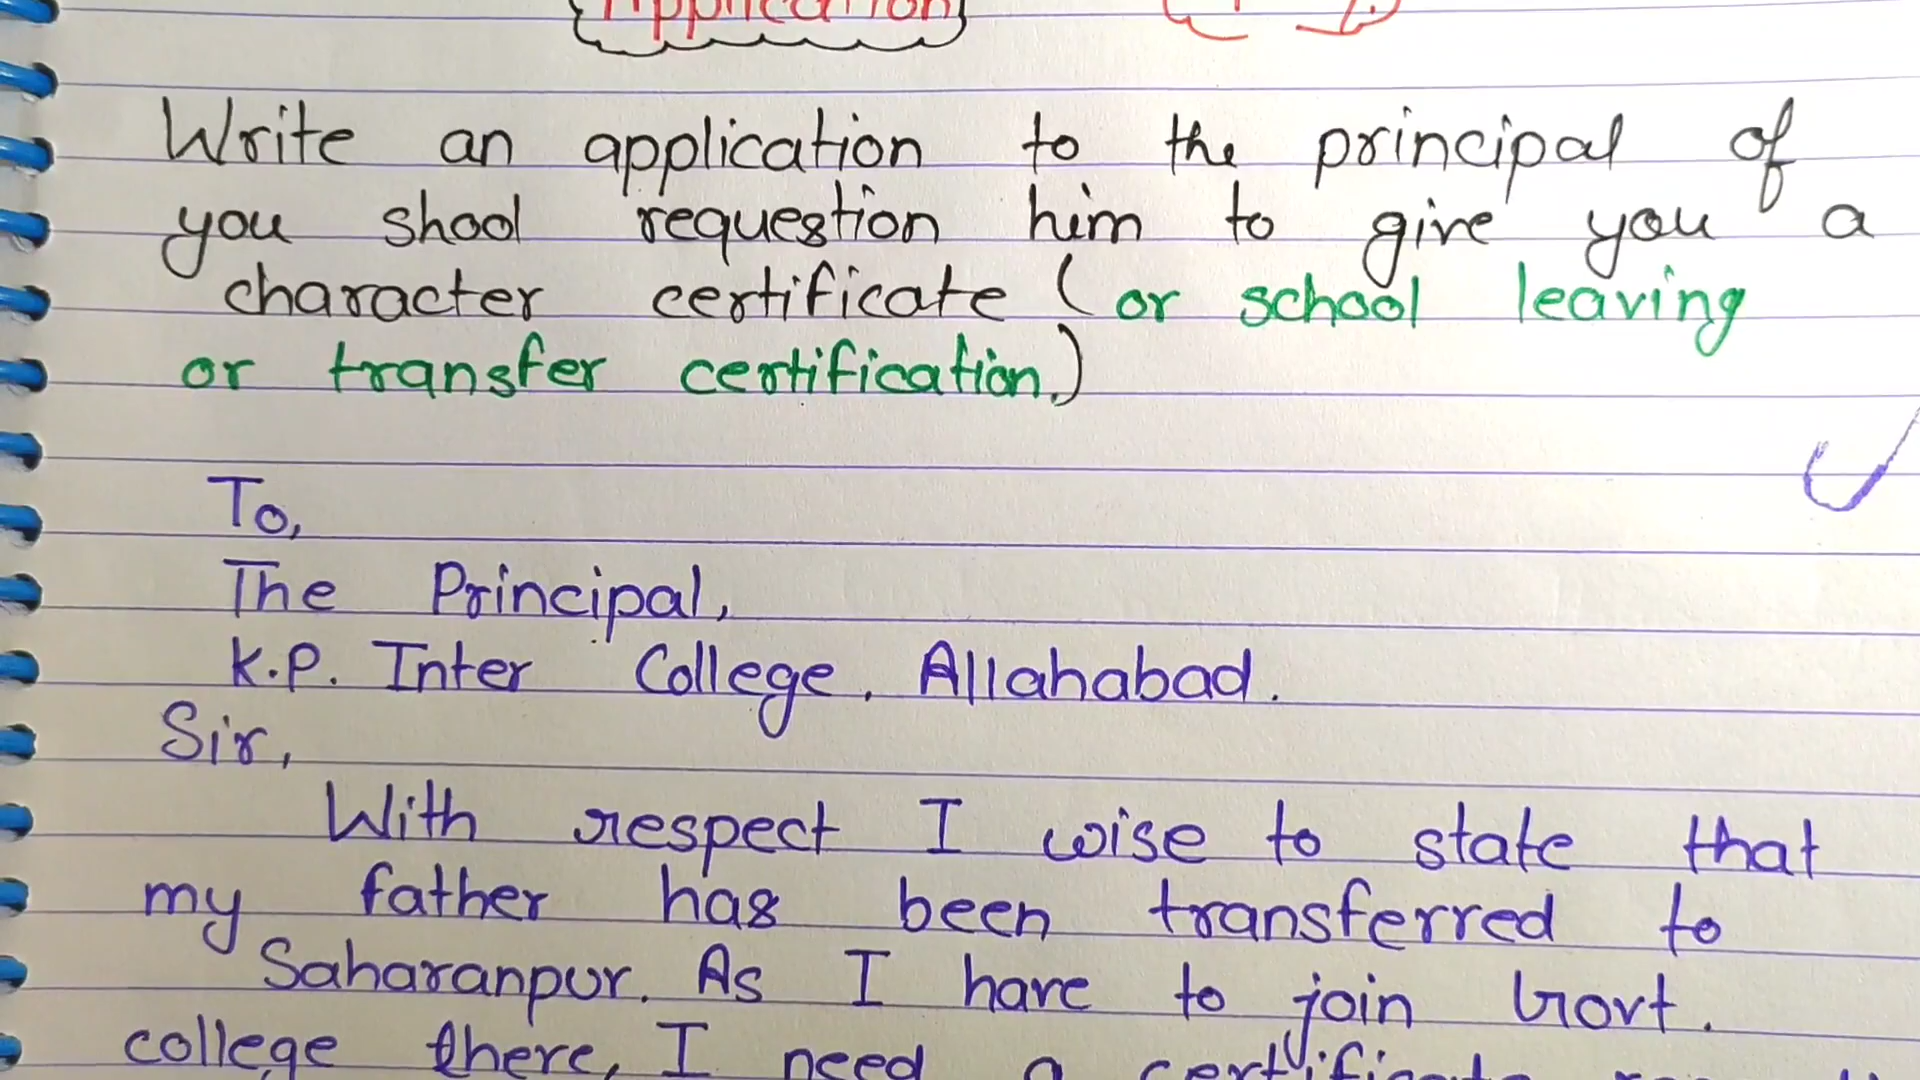 Application
Write an application to the principal of
you shool requestion him to give you a
character certificate (or school leaving
or transfer certification.)
To,
The Principal,
K.P. Inter College, Allahabad.
Sir,
With respect I wise to state that
my father has been transferred to
Saharanpur. As I have to join Govt.
college there, I need a certificate